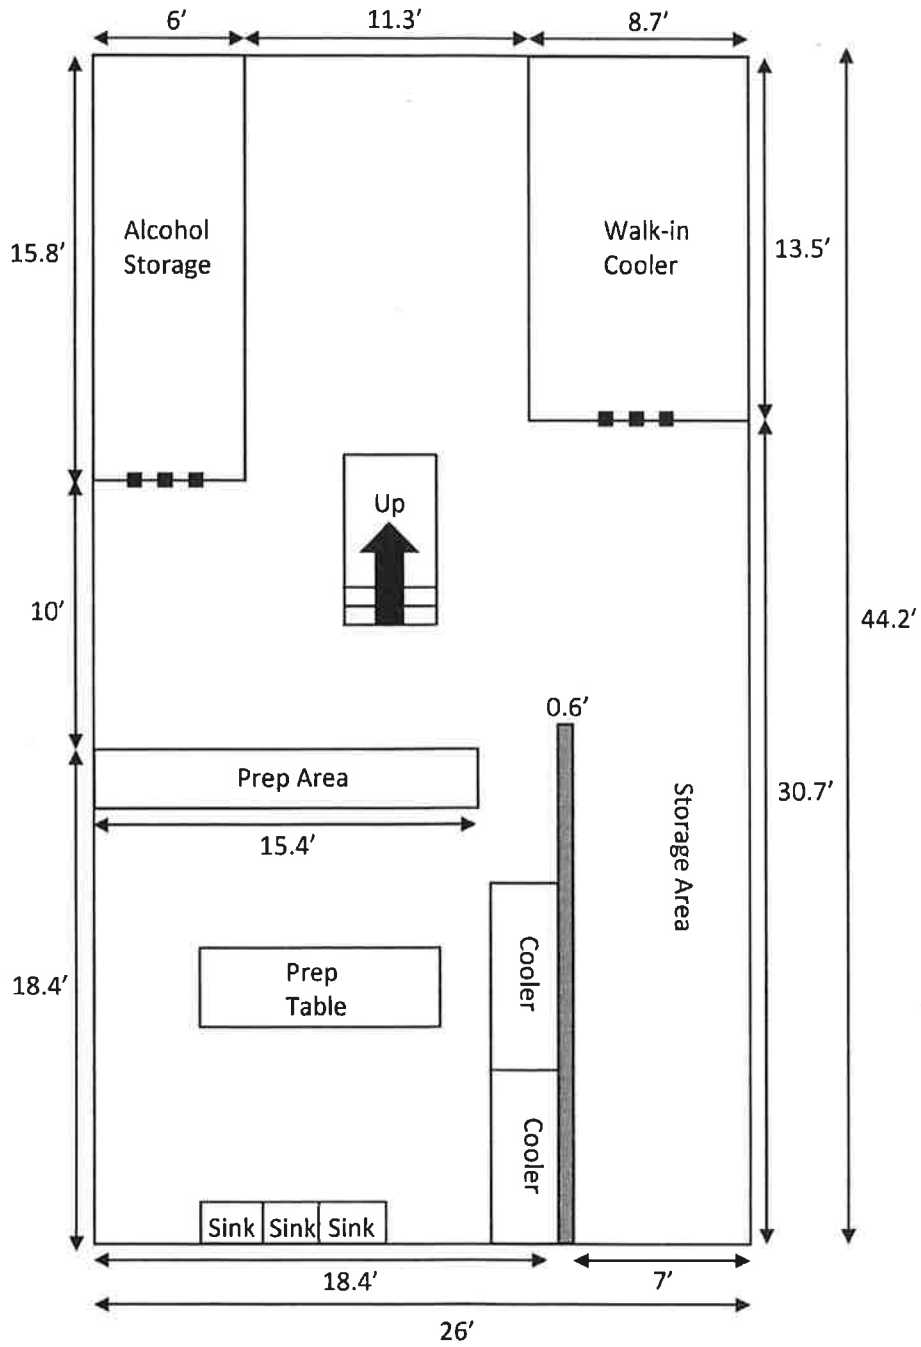 6’
11.3’
8.7’
Alcohol
Storage
Walk-in
Cooler
15.8’
13.5’
Up
10’
44.2’
0.6’
Prep Area
15.4’
Storage Area
30.7’
Cooler
Prep
Table
18.4’
Cooler
Sink
Sink
Sink
18.4’
7’
26’